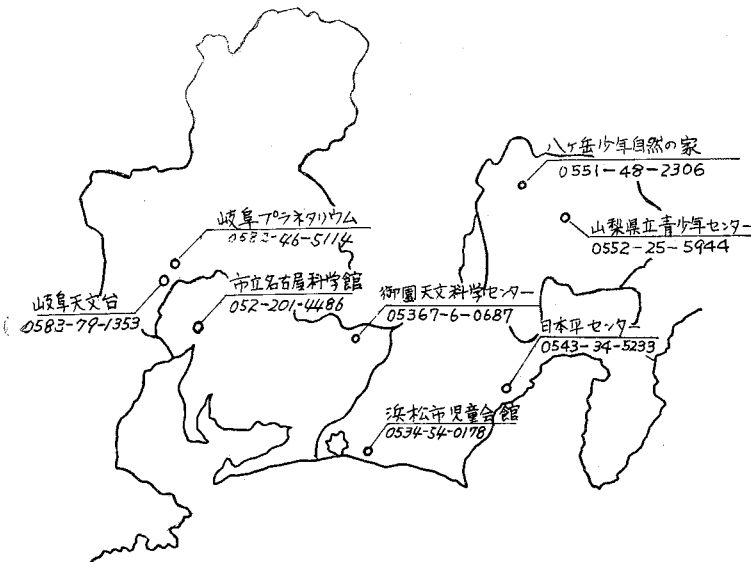 八ヶ岳少年自然の家
0551-48-2306
山梨県立青少年センター
0552-25-5944
岐阜プラネタリウム
0582-46-5114
市立名古屋科学館
052-201-4486
御園天文科学センター
05367-6-0687
岐阜天文台
0583-79-1353
日本平センター
0543-34-5233
浜松市児童会館
0534-54-0178